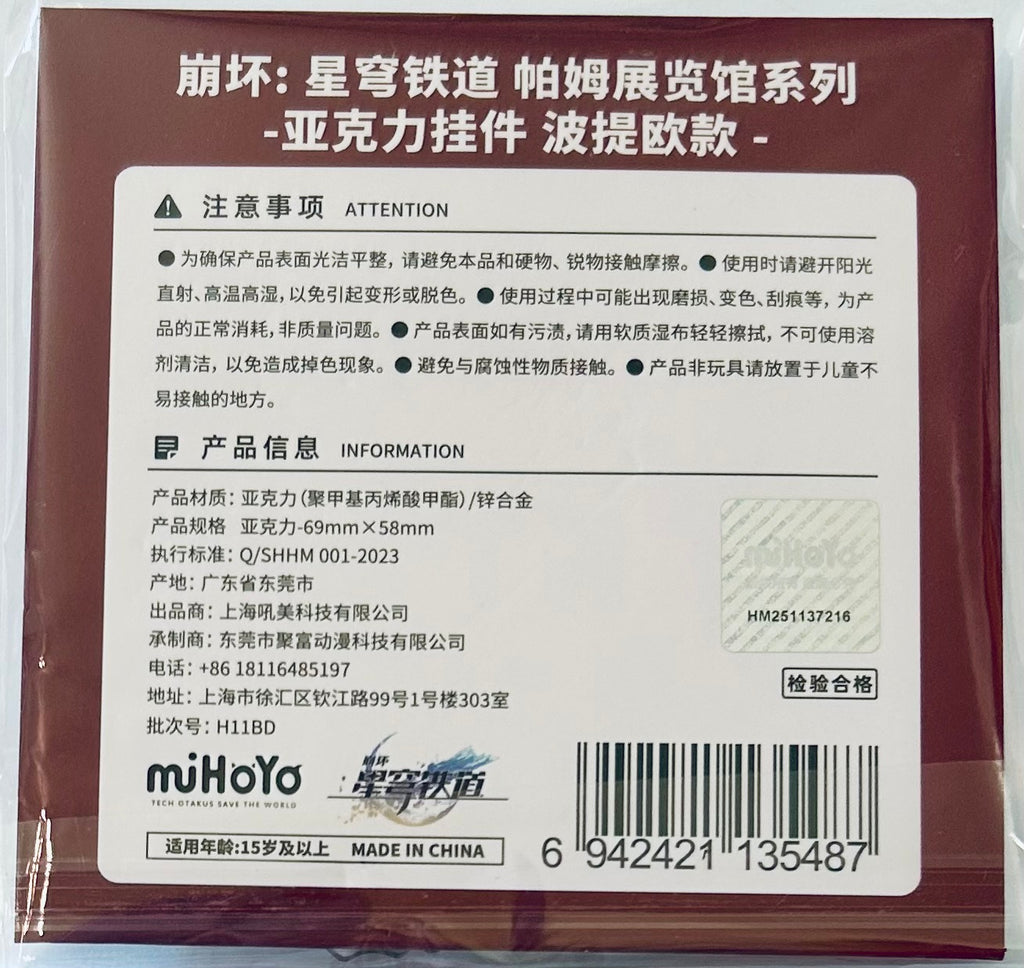 崩坏: 星穹铁道 帕姆展览馆系列
-亚克力挂件 波提欧款 -
注意事项 ATTENTION
●为确保产品表面光洁平整，请避免本品和硬物、锐物接触摩擦。●使用时请避开阳光
直射、高温高湿，以免引起变形或脱色。●使用过程中可能出现磨损、变色、刮痕等，为产
品的正常消耗，非质量问题。●产品表面如有污渍，请用软质湿布轻轻擦拭，不可使用溶
剂清洁，以免造成掉色现象。●避免与腐蚀性物质接触。●产品非玩具请放置于儿童不
易接触的地方。
产品信息 INFORMATION
产品材质：亚克力（聚甲基丙烯酸甲酯）/锌合金
产品规格 亚克力-69mm×58mm
执行标准：Q/SHHM 001-2023
产地：广东省东莞市
出品商：上海吼美科技有限公司
承制商：东莞市聚富动漫科技有限公司
电话：+86 18116485197
地址：上海市徐汇区钦江路99号1号楼303室
批次号：H11BD
miHoYo
HM251137216
检验合格
miHoYo
TECH OTAKUS SAVE THE WORLD
崩坏
星穹铁道
适用年龄:15岁及以上 MADE IN CHINA
6 942421 135487